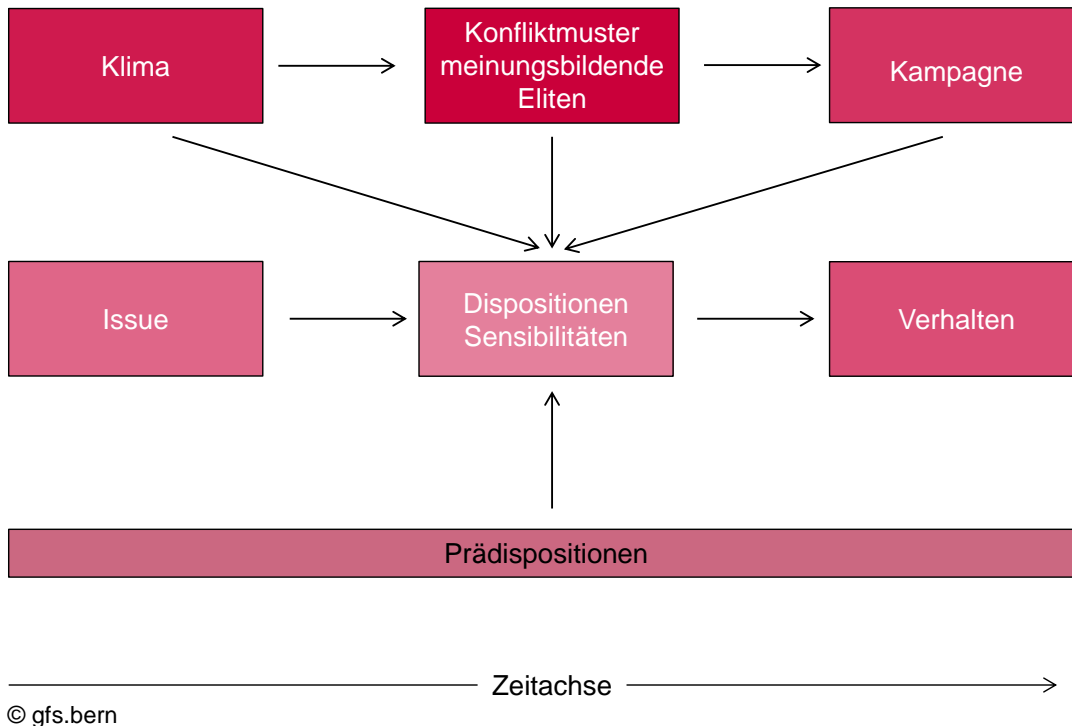 Klima
Konfliktmuster
meinungsbildende
Eliten
Kampagne
Issue
Dispositionen
Sensibilitäten
Verhalten
Prädispositionen
Zeitachse
© gfs.bern